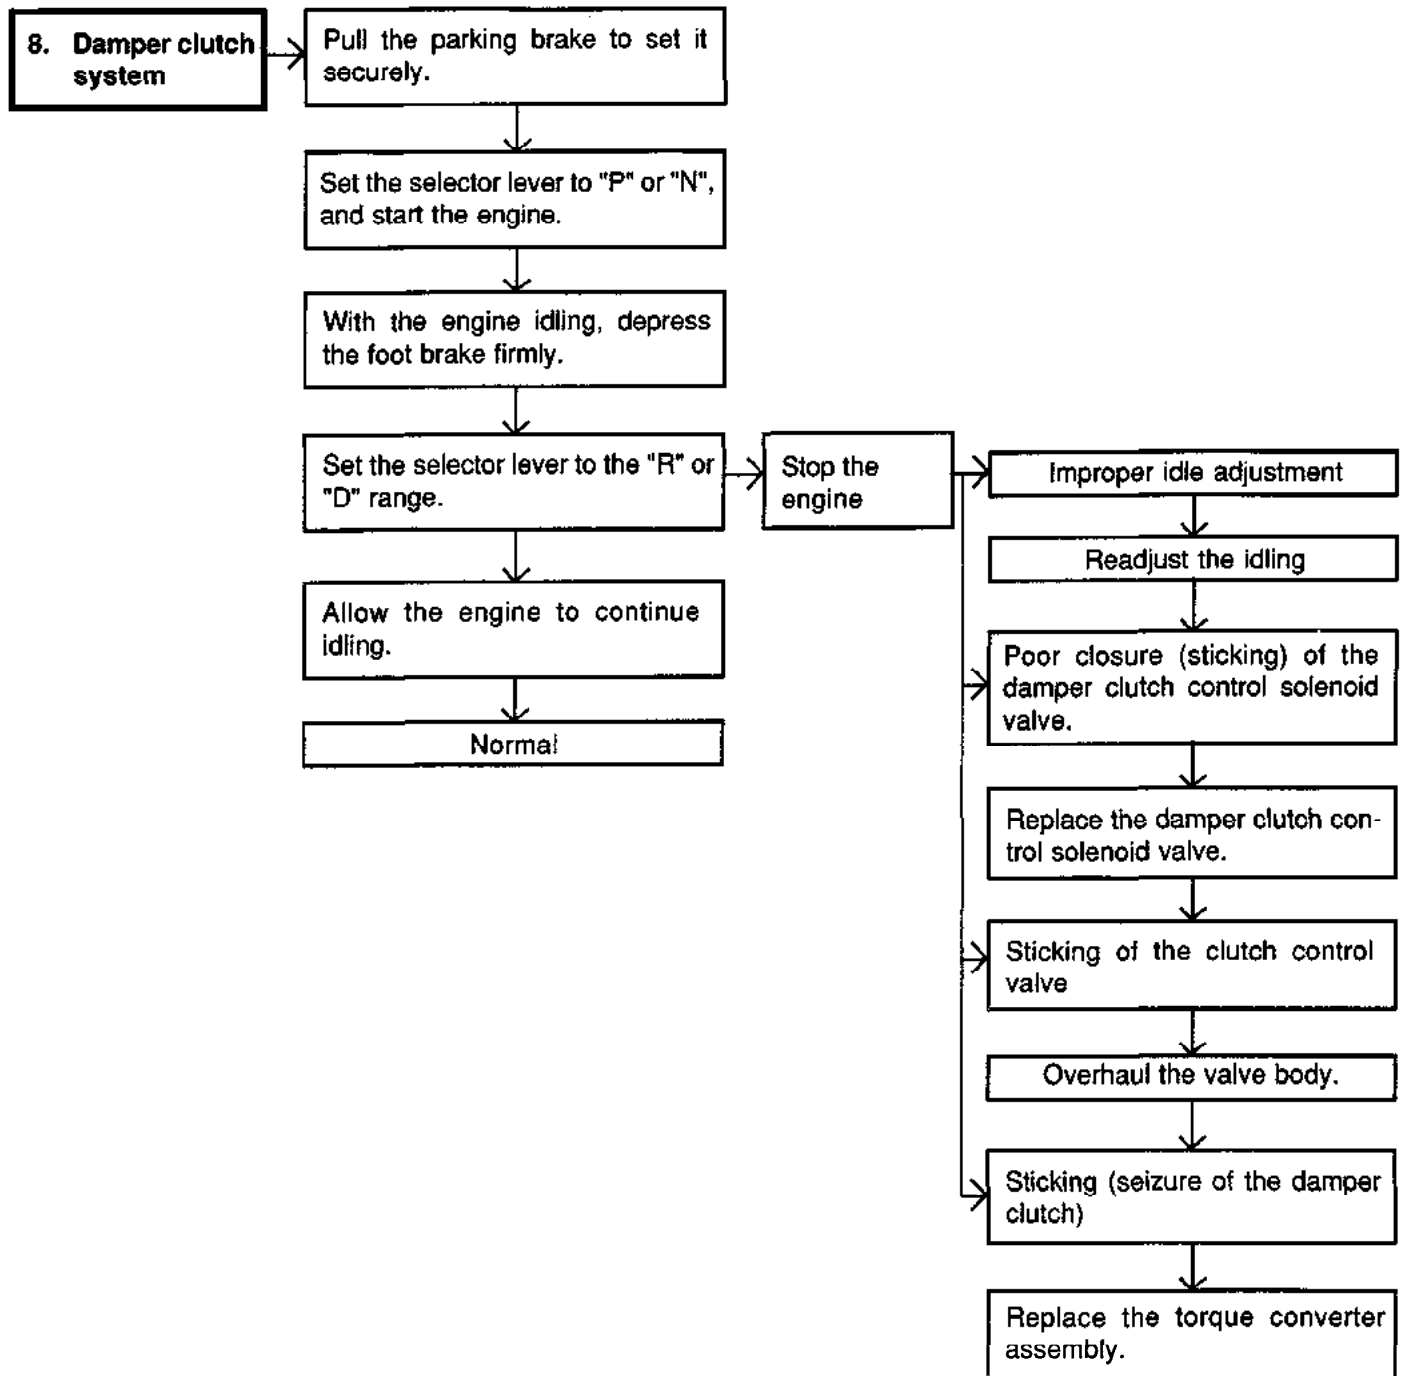 8. Damper clutch
system
Pull the parking brake to set it
securely.
Set the selector lever to "P" or "N",
and start the engine.
With the engine idling, depress
the foot brake firmly.
Set the selector lever to the "R" or
"D" range.
Allow the engine to continue
idling.
Normal
Stop the
engine
Improper idle adjustment
Readjust the idling
Poor closure (sticking) of the
damper clutch control solenoid
valve.
Replace the damper clutch con-
trol solenoid valve.
Sticking of the clutch control
valve
Overhaul the valve body.
Sticking (seizure of the damper
clutch)
Replace the torque converter
assembly.